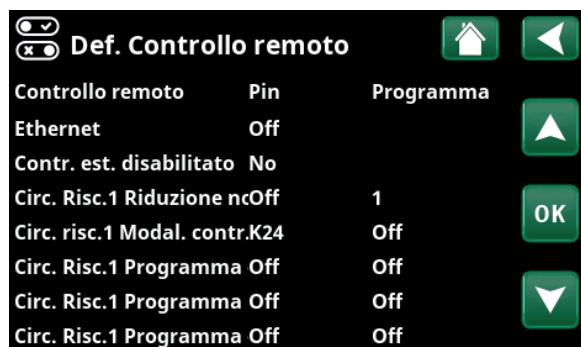 Def. Controllo remoto
Controllo remoto Pin Programma
Ethernet Off
Contr. est. disabilitato No
Circ. Risc.1 Riduzione no Off 1
Circ. risc.1 Modal. contr. K24 Off
OK
Circ. Risc.1 Programma Off Off
Circ. Risc.1 Programma Off Off
Circ. Risc.1 Programma Off Off